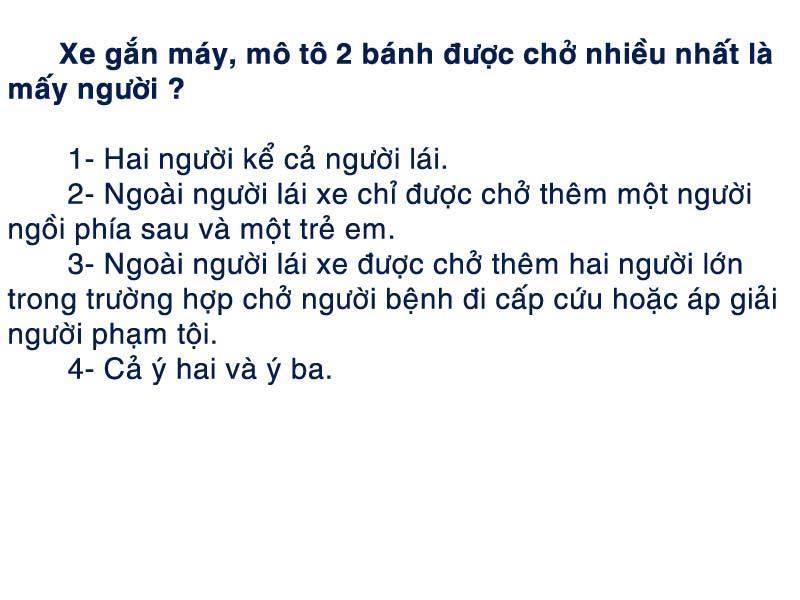 Xe gắn máy, mô tô 2 bánh được chở nhiều nhất là
mấy người ?
1- Hai người kể cả người lái.
2- Ngoài người lái xe chỉ được chở thêm một người
ngồi phía sau và một trẻ em.
3- Ngoài người lái xe được chở thêm hai người lớn
trong trường hợp chở người bệnh đi cấp cứu hoặc áp giải
người phạm tội.
4- Cả ý hai và ý ba.